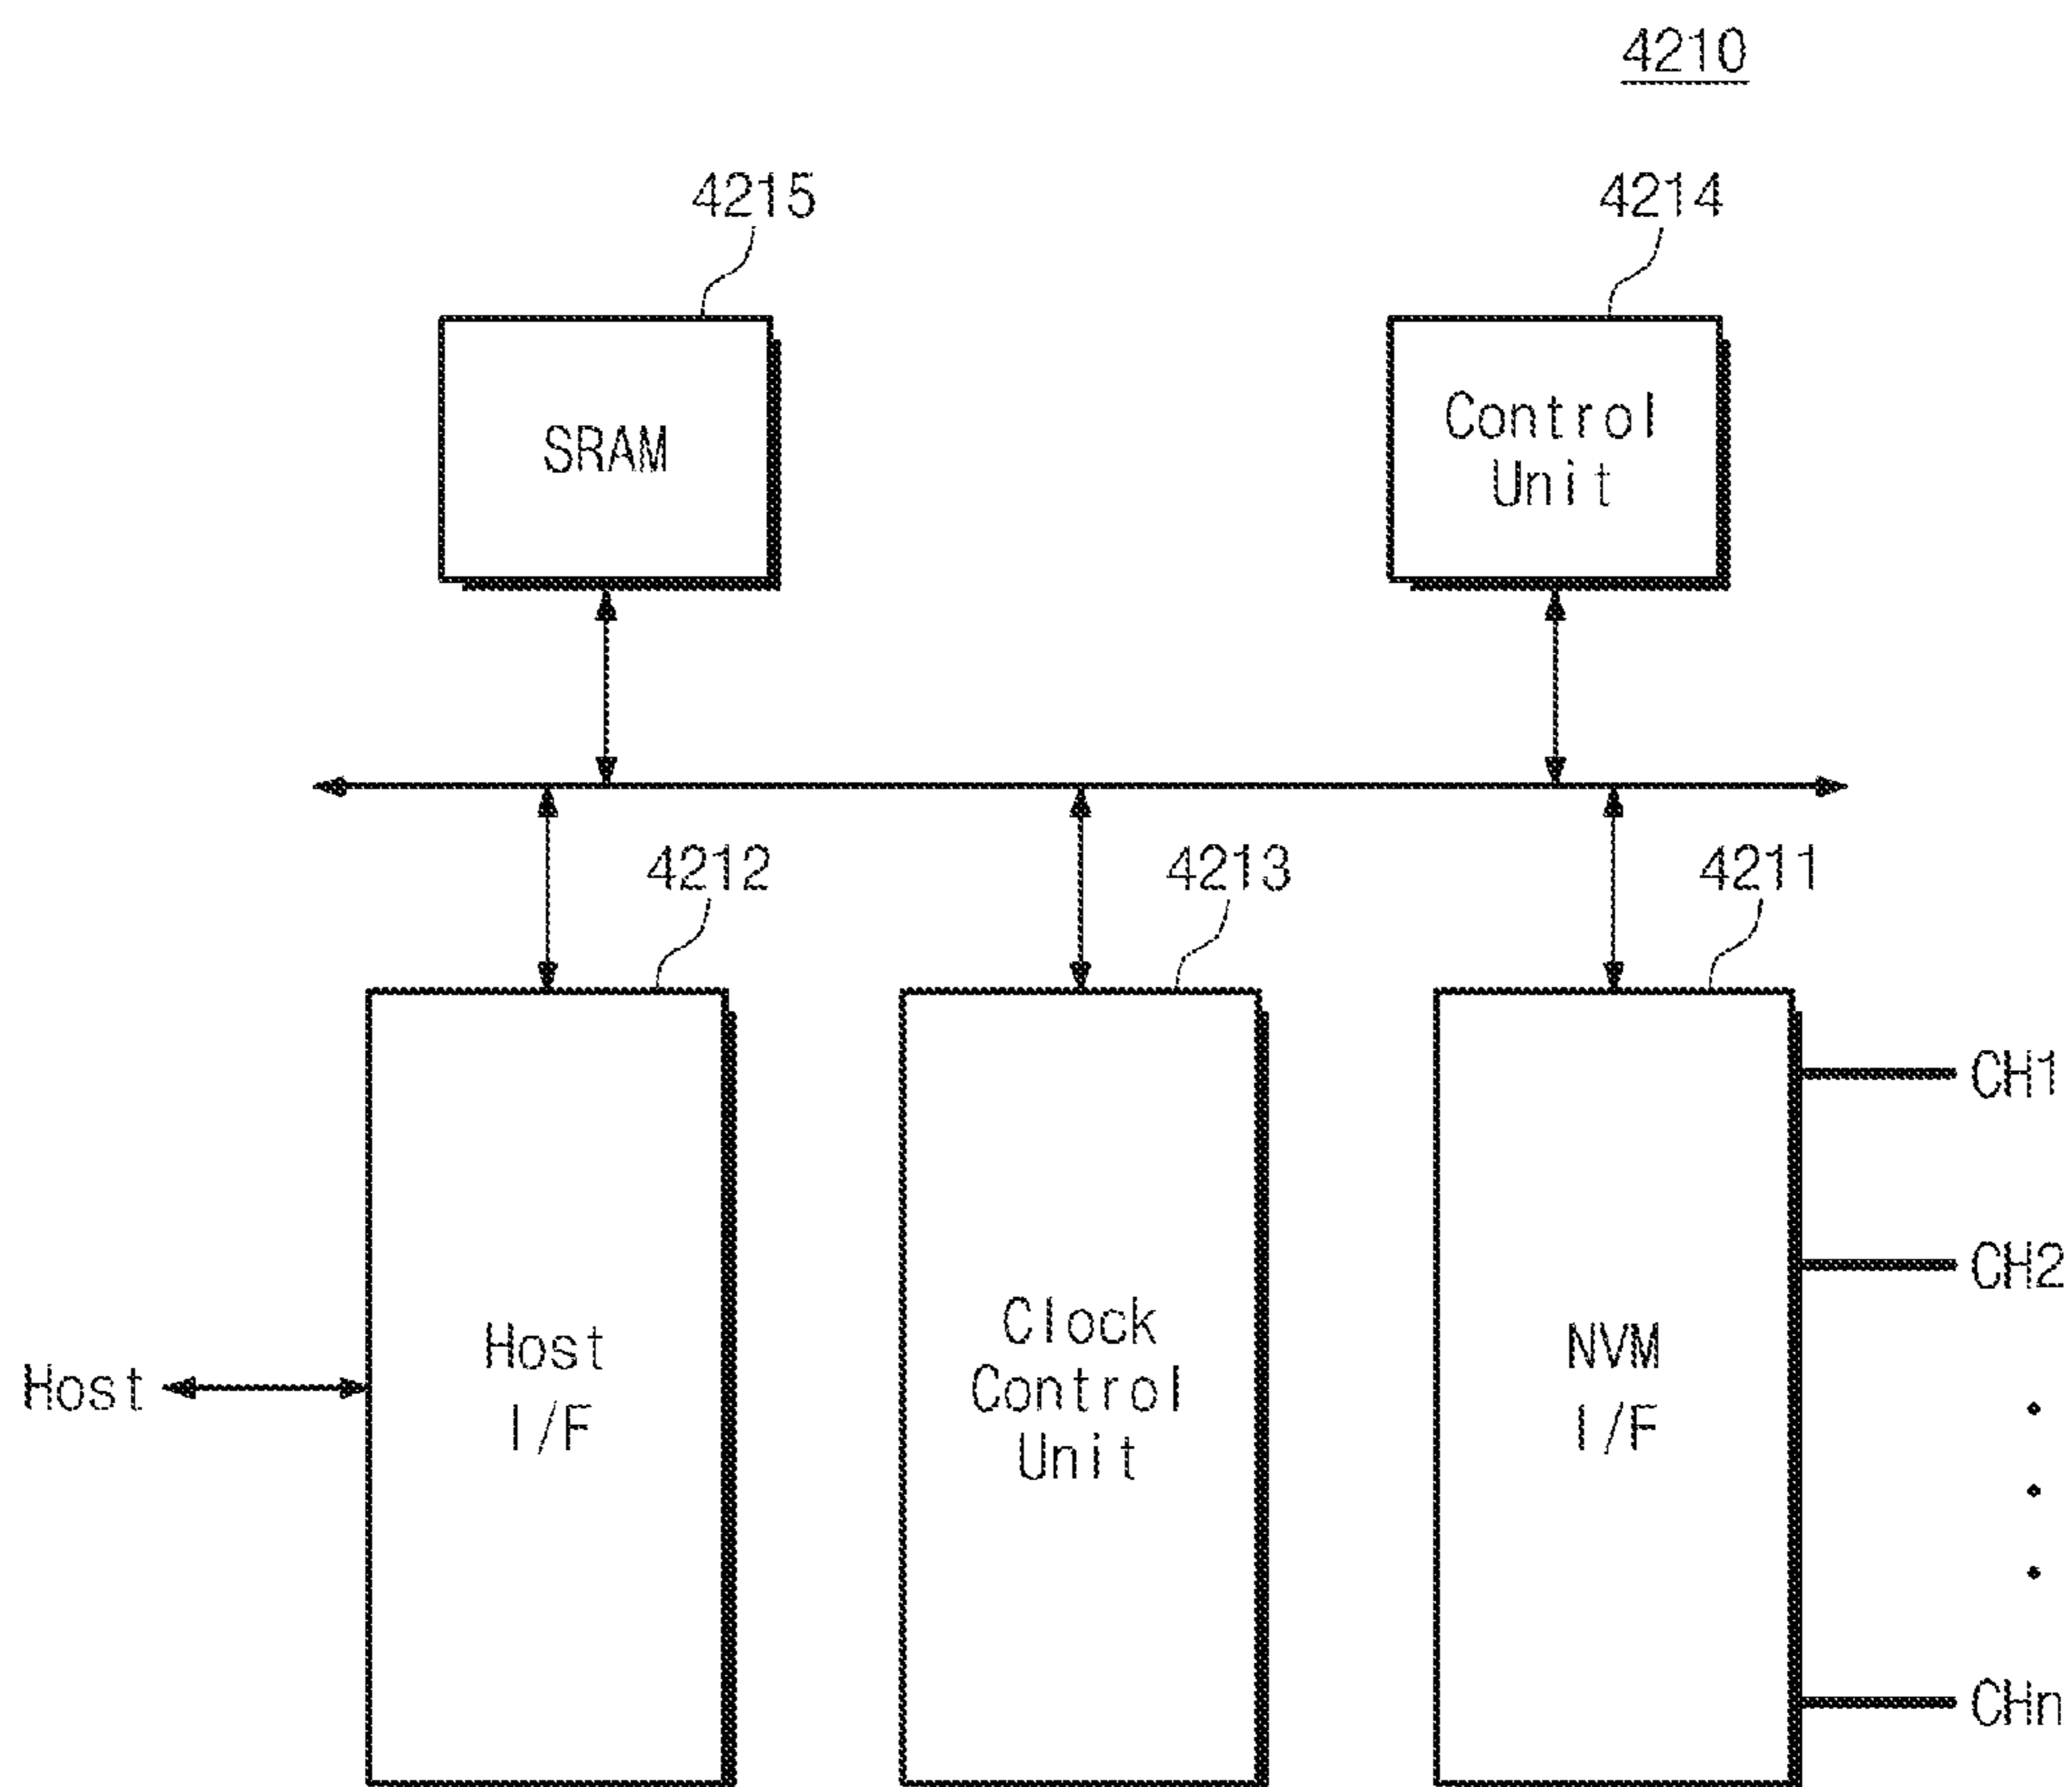 4210
4215
4214
SRAM
Control
Unit
4212
4213
4211
CH1
CH2
Host
Host
I/F
Clock
Control
Unit
NVM
I/F
CHn